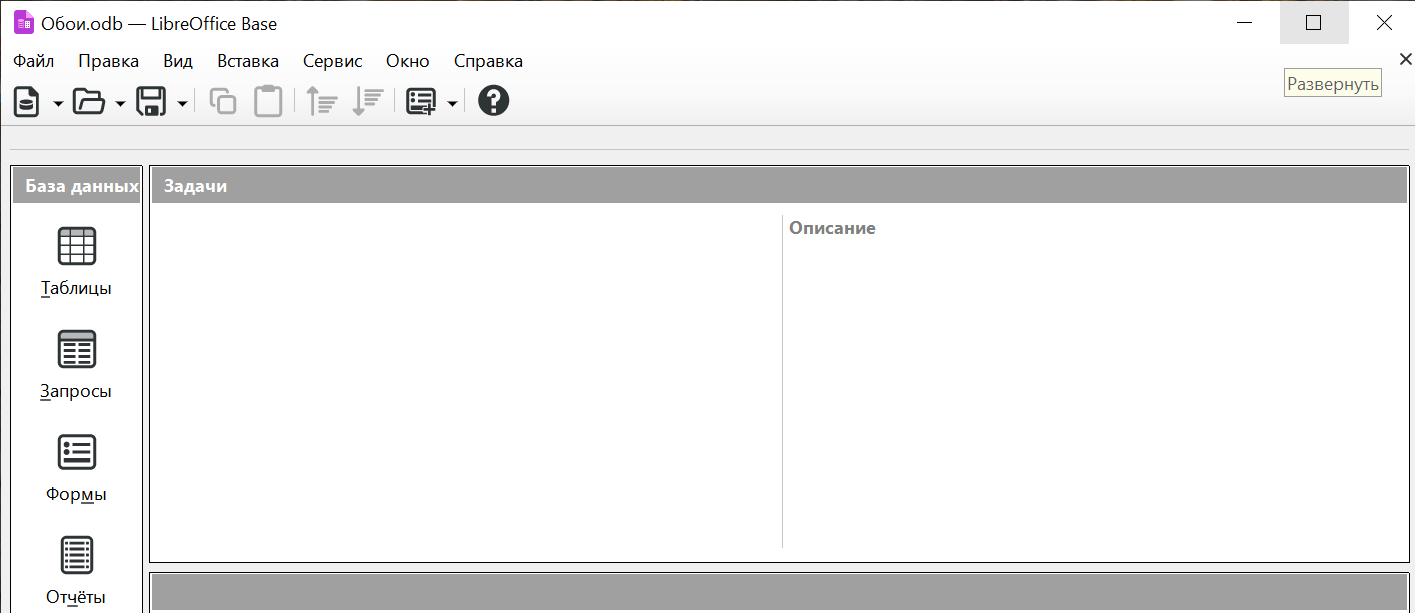 Обои.odb — LibreOffice Base
Файл Правка Вид Вставка Сервис Окно Справка
Развернуть
База данных
Задачи
Описание
Таблицы
Запросы
Формы
Отчёты